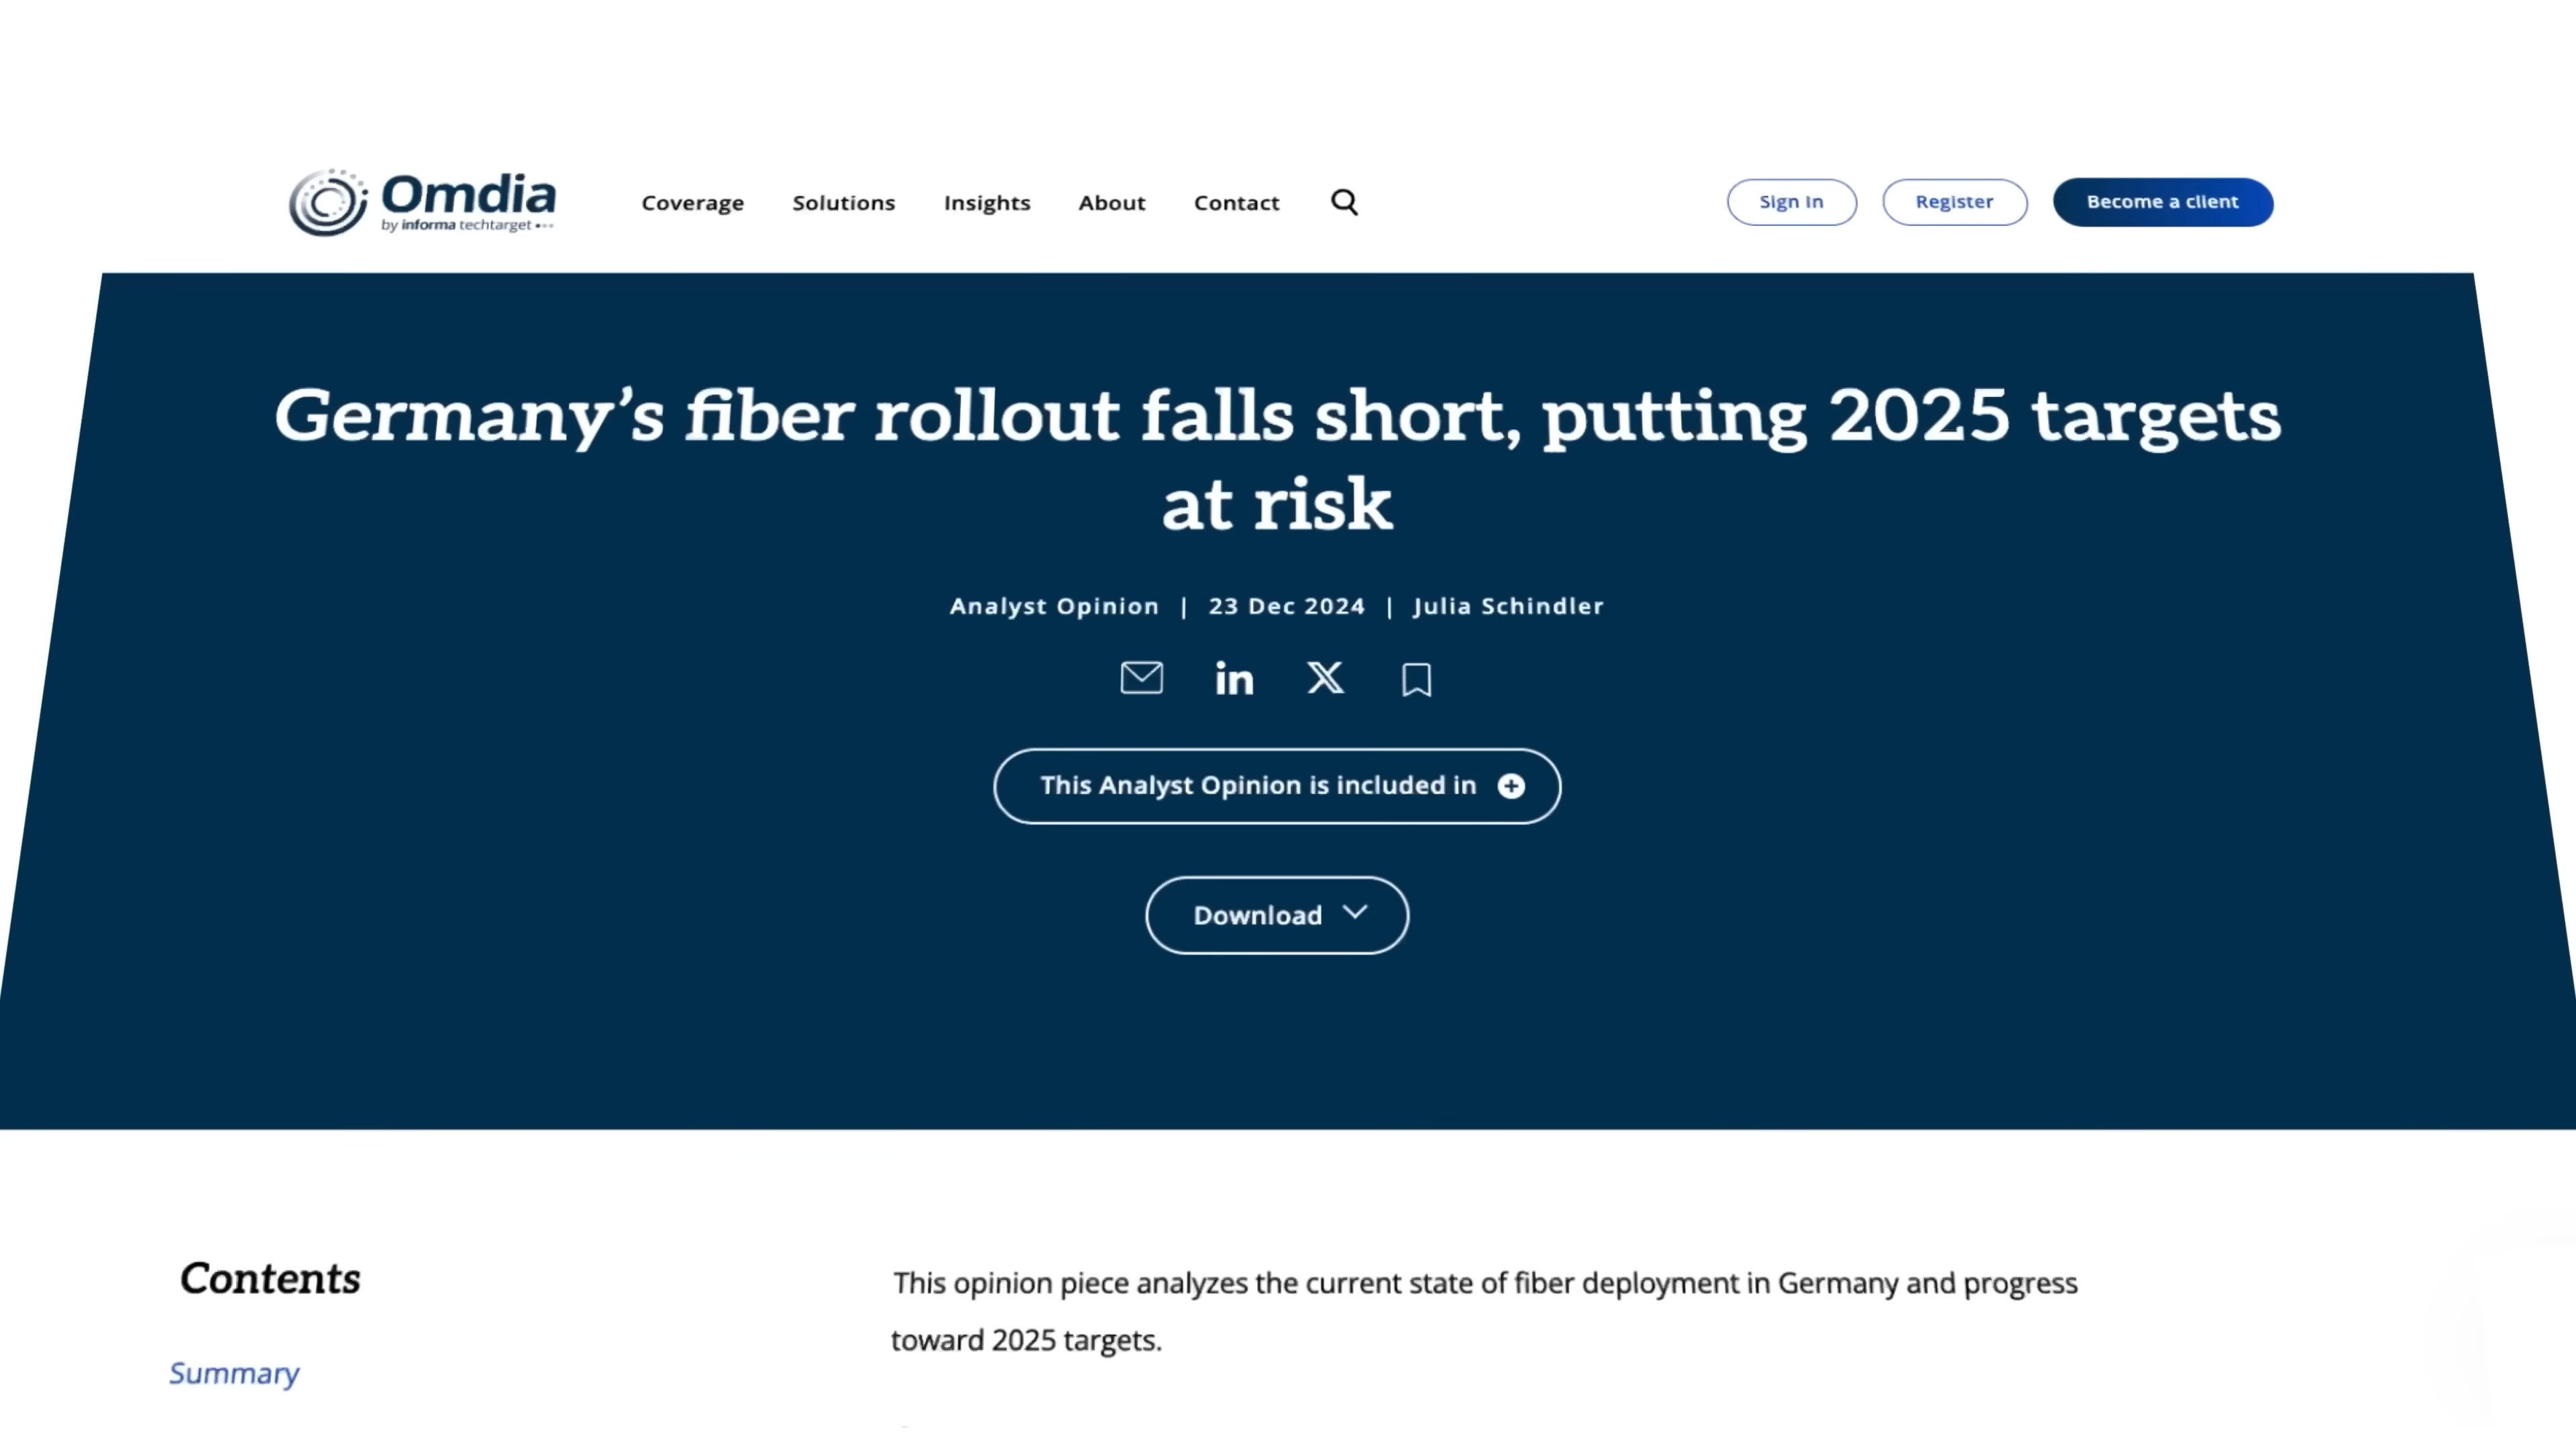 Omdia
by informa techtarget
Coverage Solutions Insights About Contact
Sign In Register Become a client
Germany’s fiber rollout falls short, putting 2025 targets
at risk
Analyst Opinion | 23 Dec 2024 | Julia Schindler
in X
This Analyst Opinion is included in
Download
Contents
This opinion piece analyzes the current state of fiber deployment in Germany and progress
toward 2025 targets.
Summary